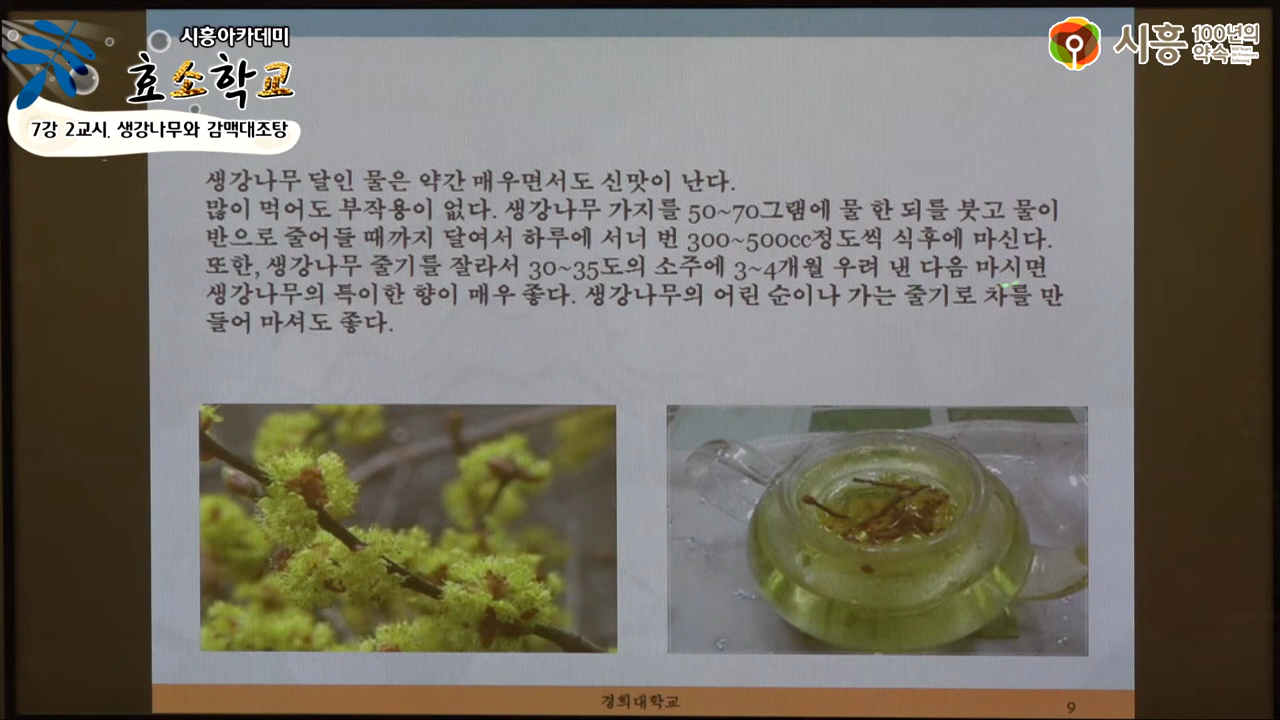 시흥아카데미
효소학교
7강 2교시. 생강나무와 감맥대조탕
시흥 100년의 약속
생강나무 달인 물은 약간 매우면서도 신맛이 난다.
많이 먹어도 부작용이 없다. 생강나무 가지를 50~70그램에 물 한 되를 붓고 물이
반으로 줄어들 때까지 달여서 하루에 서너 번 300~500cc정도씩 식후에 마신다.
또한, 생강나무 줄기를 잘라서 30~35도의 소주에 3~4개월 우려 낸 다음 마시면
생강나무의 특이한 향이 매우 좋다. 생강나무의 어린 순이나 가는 줄기로 차를 만
들어 마셔도 좋다.
경희대학교
9